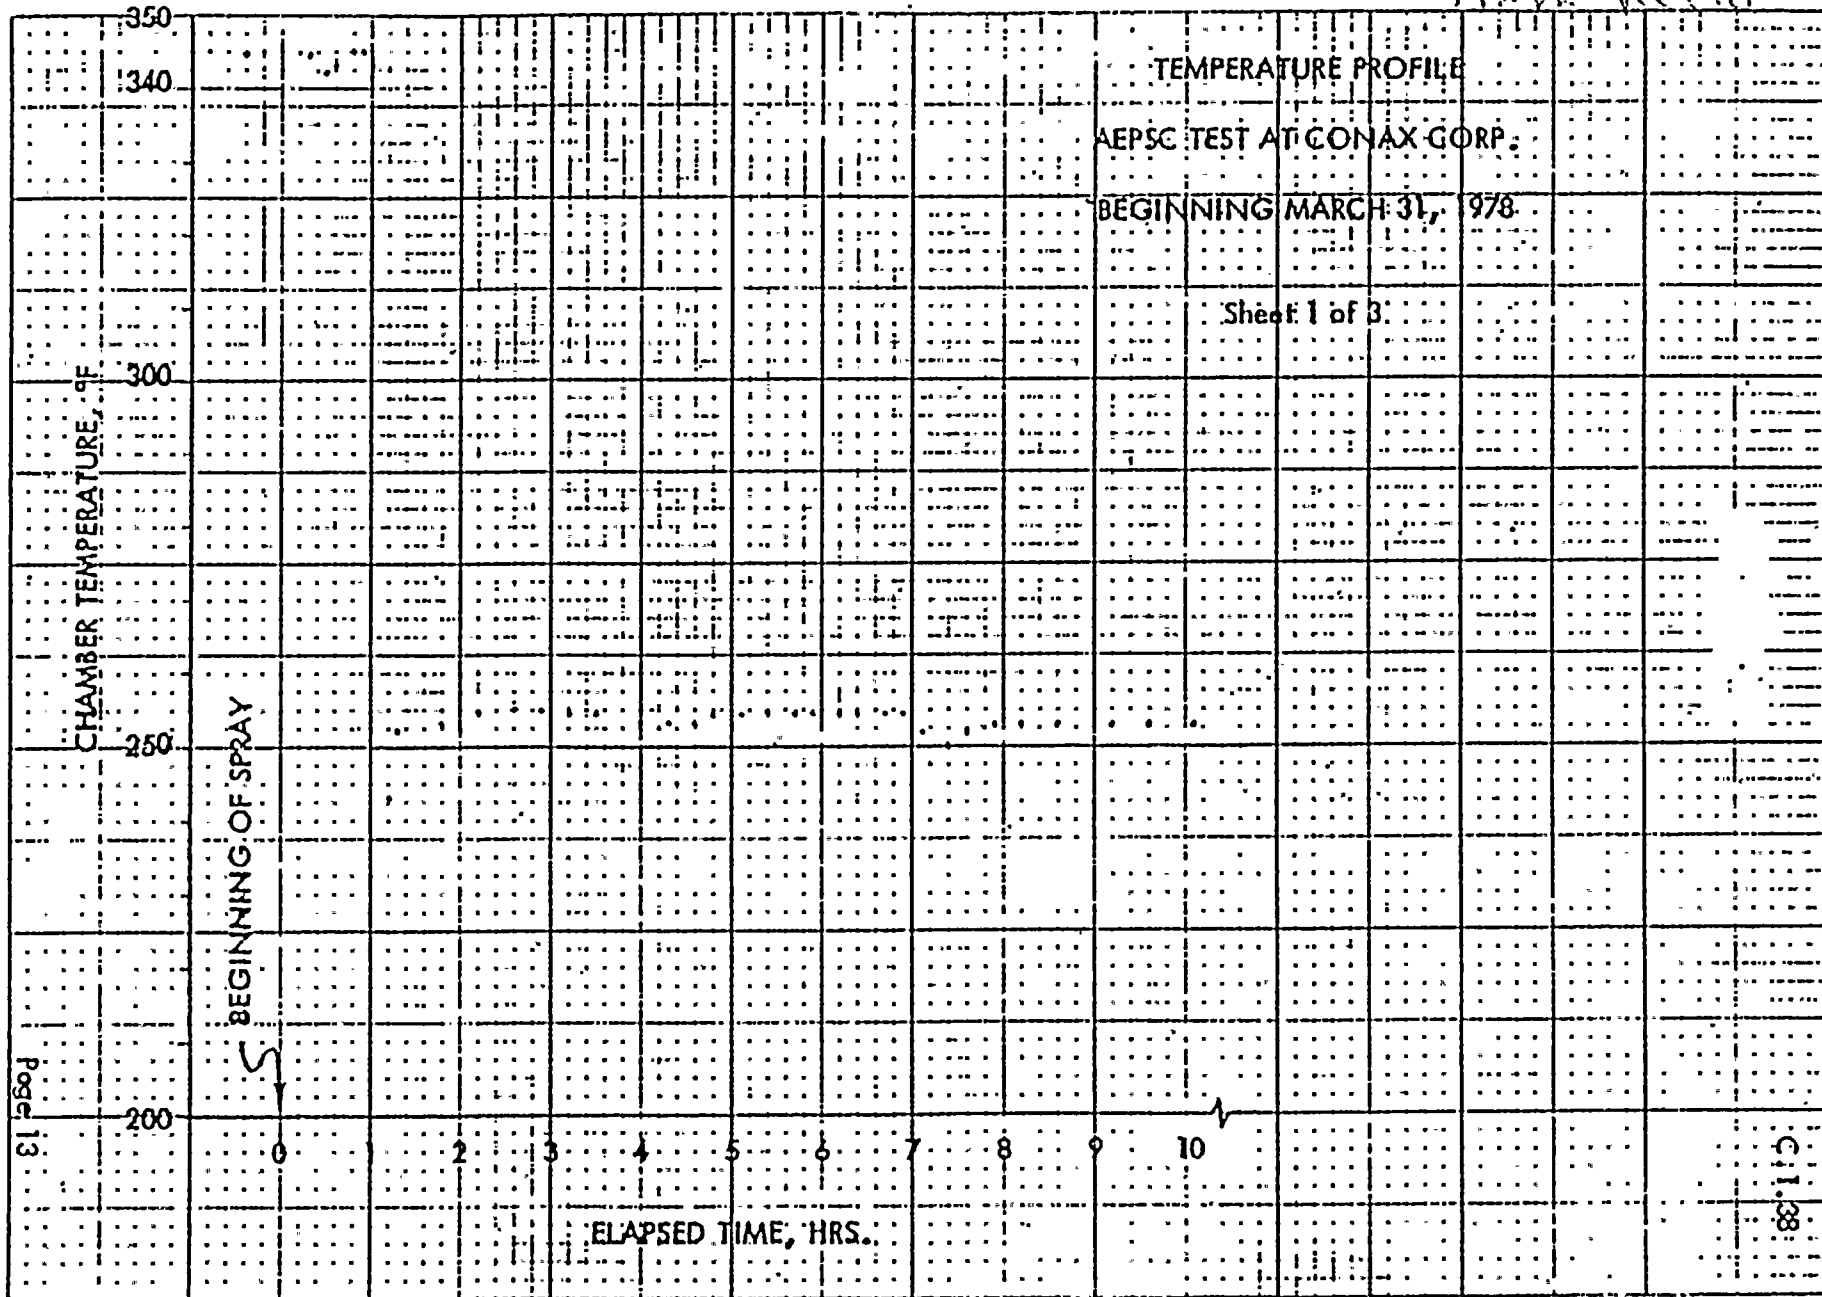 TEMPERATURE PROFILE
AEPSC TEST AT CONAX CORP.
BEGINNING MARCH 31, 1978
Sheet 1 of 3
350
340
300
250
200
CHAMBER TEMPERATURE, °F
BEGINNING OF SPRAY
0 1 2 3 4 5 6 7 8 9 10
ELAPSED TIME, HRS.
Page 13
C.1.38